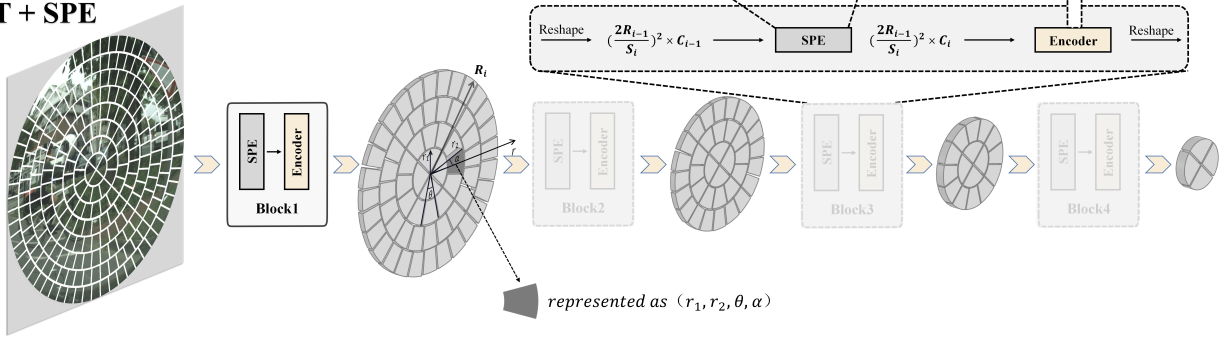 T + SPE
Reshape (2R_{i-1}/S_i)^2 × C_{i-1} SPE (2R_{i-1}/S_i)^2 × C_i Encoder Reshape
R_i
r_1 r_2 α r
θ
SPE Encoder
Block1
SPE Encoder
Block2
SPE Encoder
Block3
SPE Encoder
Block4
represented as (r_1, r_2, θ, α)